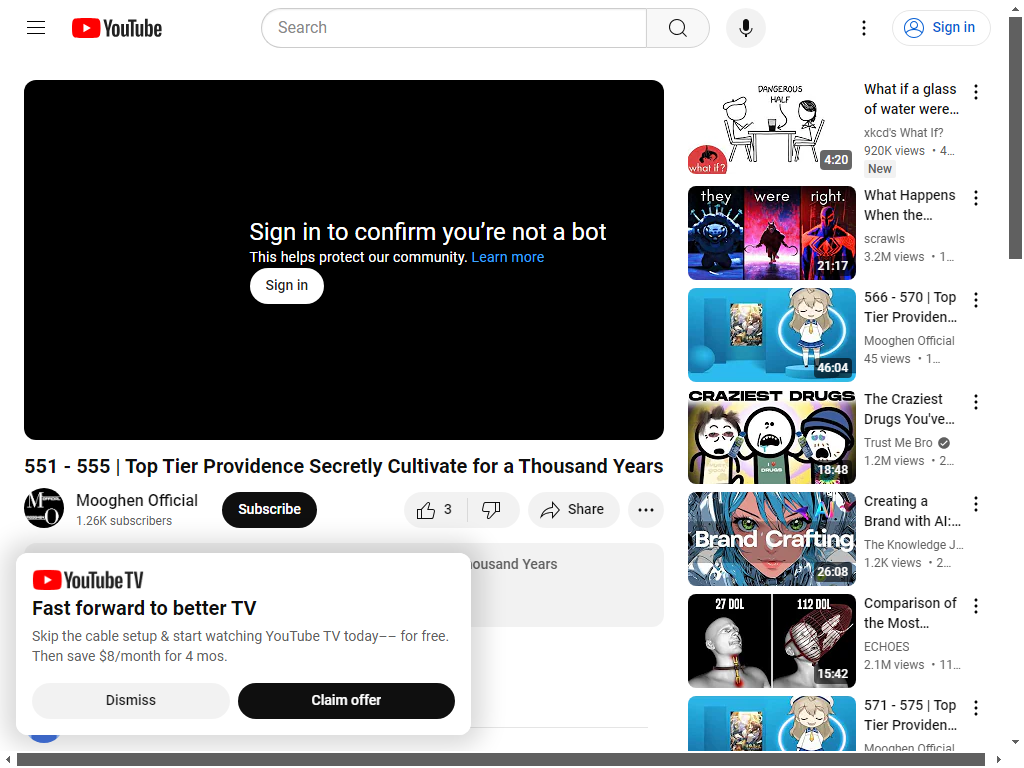 YouTube
Search
Sign in
Sign in to confirm you’re not a bot
This helps protect our community. Learn more
Sign in
551 - 555 | Top Tier Providence Secretly Cultivate for a Thousand Years
Mooghen Official
1.26K subscribers
Subscribe
3
Share
housand Years
YouTube TV
Fast forward to better TV
Skip the cable setup & start watching YouTube TV today–– for free.
Then save $8/month for 4 mos.
Dismiss
Claim offer
DANGEROUS
HALF
what if?
4:20
What if a glass
of water were…
xkcd's What If?
920K views • 4…
New
they were right.
21:17
What Happens
When the…
scrawls
3.2M views • 1…
46:04
566 - 570 | Top
Tier Providen…
Mooghen Official
45 views • 1…
CRAZIEST DRUGS
I DRUGS
18:48
The Craziest
Drugs You've…
Trust Me Bro
1.2M views • 2…
AI
Brand Crafting
26:08
Creating a
Brand with AI:…
The Knowledge J…
1.2K views • 2…
27 DOL
112 DOL
15:42
Comparison of
the Most…
ECHOES
2.1M views • 11…
571 - 575 | Top
Tier Providen…
Mooghen Official